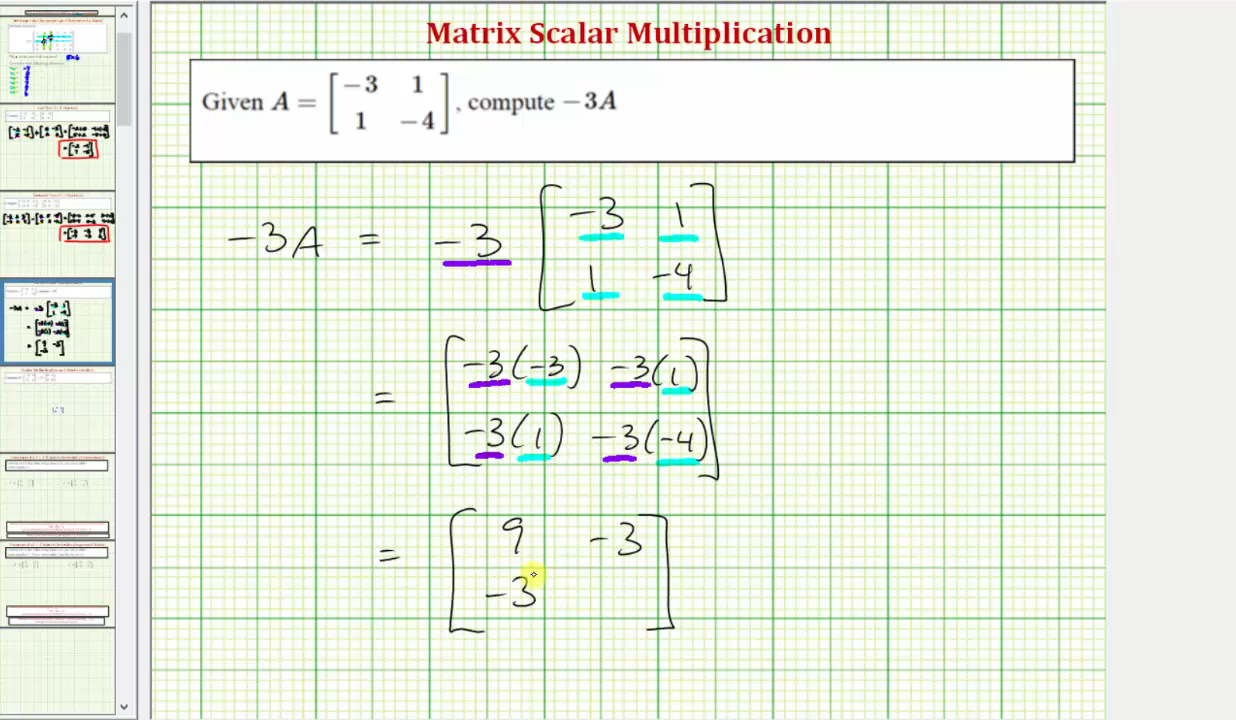 Matrix Scalar Multiplication
Given A = [ −3 1
1 −4 ] , compute −3A
−3A = −3 [ −3 1
1 −4 ]
= [ −3(−3) −3(1)
−3(1) −3(−4) ]
= [ 9 −3
−3 ]